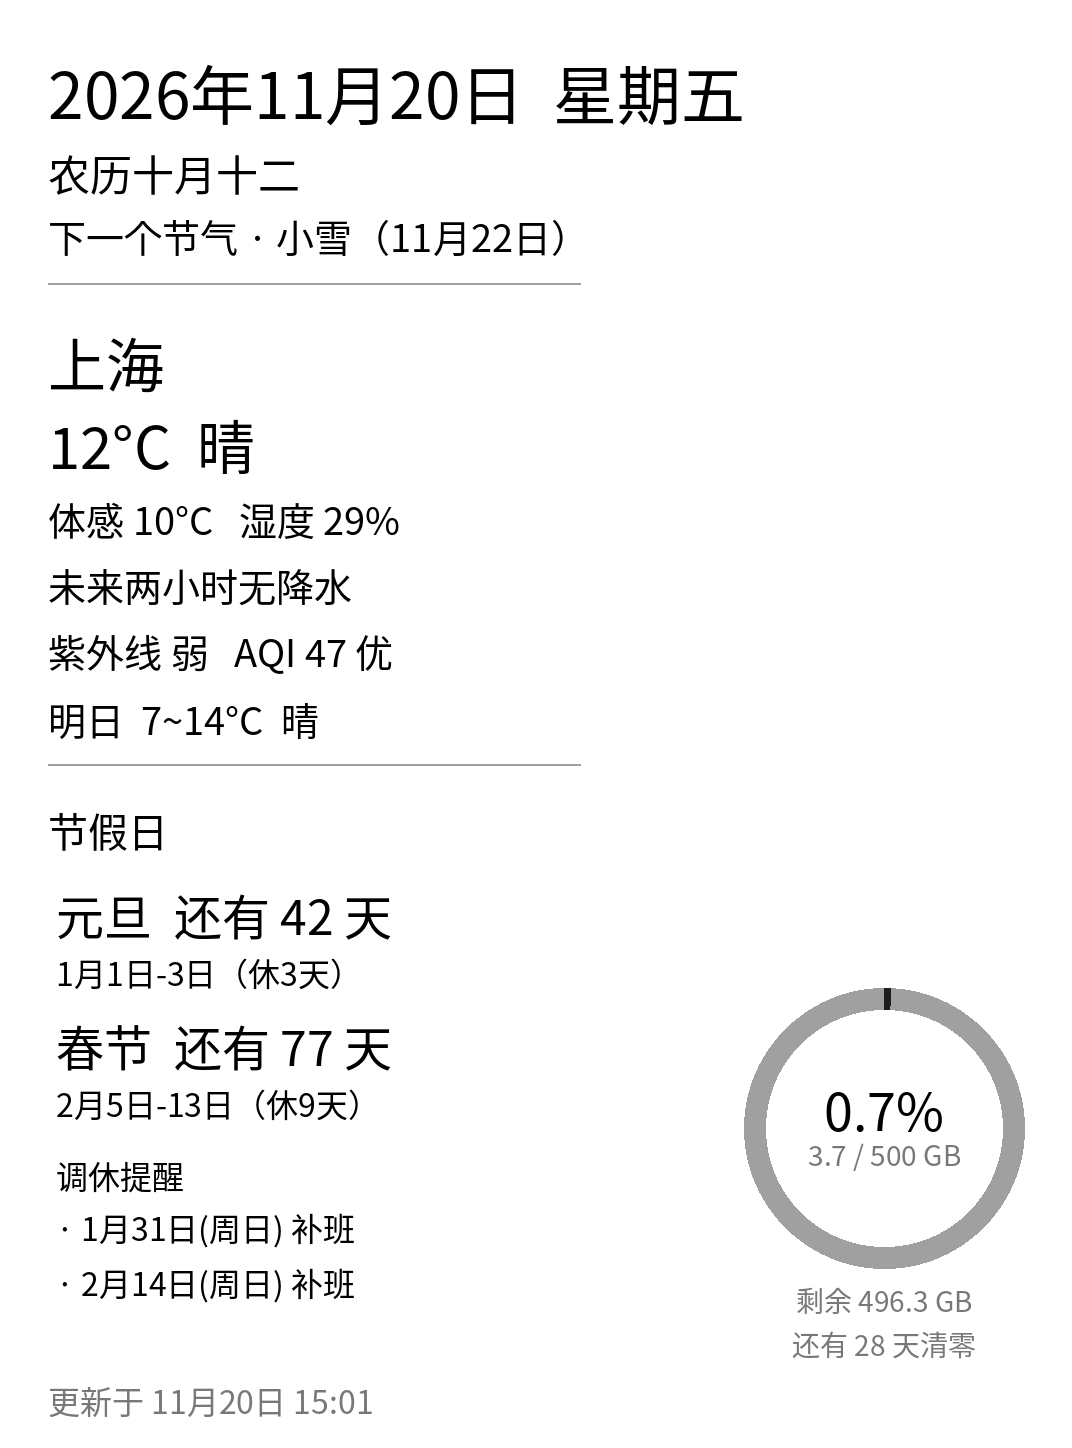 2026年11月20日 星期五
农历十月十二
下一个节气 · 小雪（11月22日）
上海
12°C 晴
体感 10°C 湿度 29%
未来两小时无降水
紫外线 弱 AQI 47 优
明日 7~14°C 晴
节假日
元旦 还有 42 天
1月1日-3日（休3天）
春节 还有 77 天
2月5日-13日（休9天）
调休提醒
· 1月31日(周日) 补班
· 2月14日(周日) 补班
0.7%
3.7 / 500 GB
剩余 496.3 GB
还有 28 天清零
更新于 11月20日 15:01